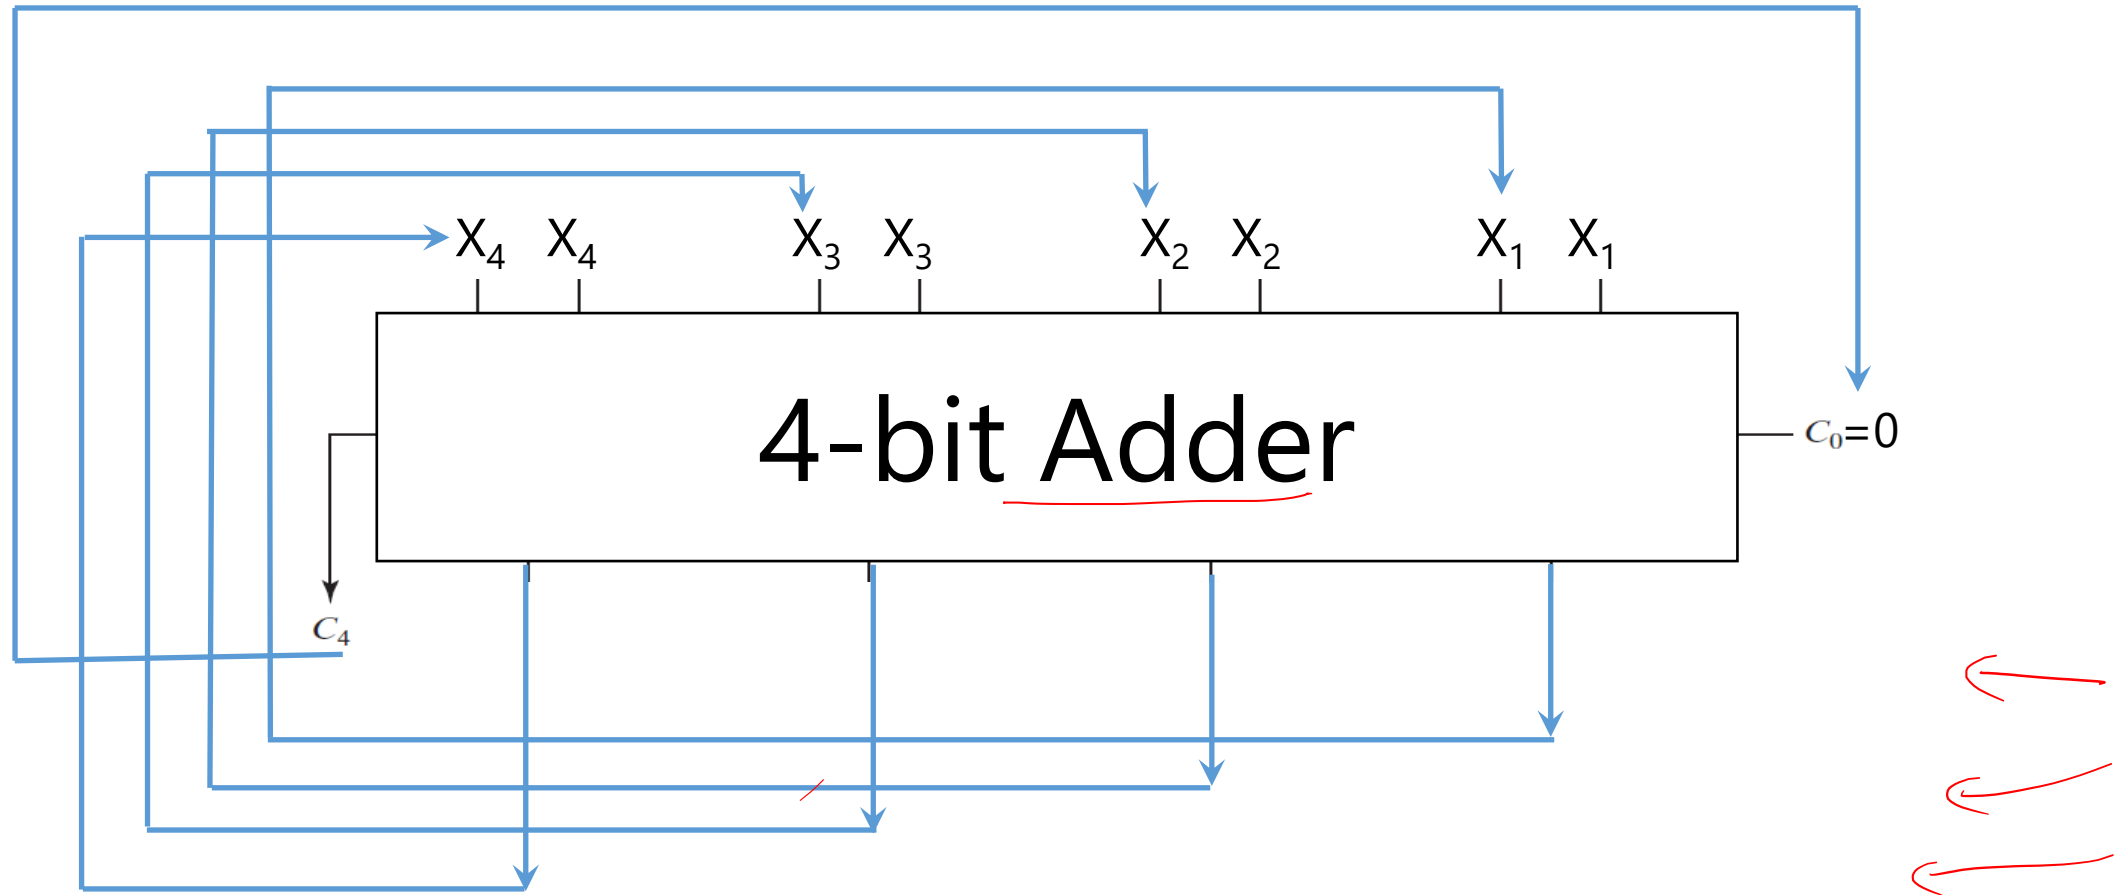 X₄ X₄ X₃ X₃ X₂ X₂ X₁ X₁
4-bit Adder
C₀=0
C₄